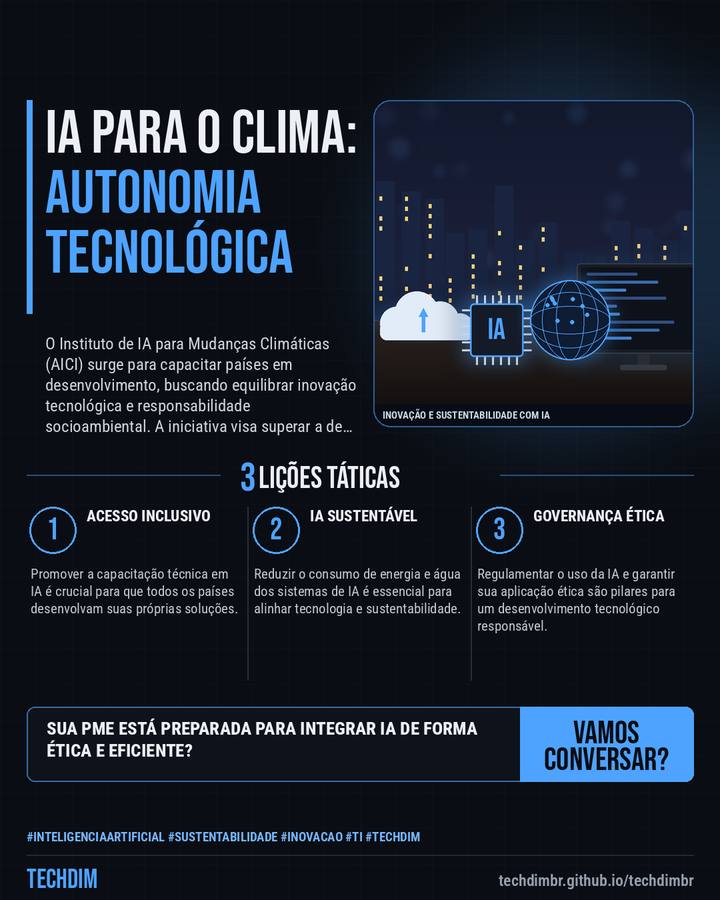 IA PARA O CLIMA:
AUTONOMIA
TECNOLÓGICA
O Instituto de IA para Mudanças Climáticas
(AICI) surge para capacitar países em
desenvolvimento, buscando equilibrar inovação
tecnológica e responsabilidade
socioambiental. A iniciativa visa superar a de...
IA
INOVAÇÃO E SUSTENTABILIDADE COM IA
3 LIÇÕES TÁTICAS
1 ACESSO INCLUSIVO
Promover a capacitação técnica em
IA é crucial para que todos os países
desenvolvam suas próprias soluções.
2 IA SUSTENTÁVEL
Reduzir o consumo de energia e água
dos sistemas de IA é essencial para
alinhar tecnologia e sustentabilidade.
3 GOVERNANÇA ÉTICA
Regulamentar o uso da IA e garantir
sua aplicação ética são pilares para
um desenvolvimento tecnológico
responsável.
SUA PME ESTÁ PREPARADA PARA INTEGRAR IA DE FORMA
ÉTICA E EFICIENTE?
VAMOS
CONVERSAR?
#INTELIGENCIAARTIFICIAL #SUSTENTABILIDADE #INOVACAO #TI #TECHDIM
TECHDIM
techdimbr.github.io/techdimbr